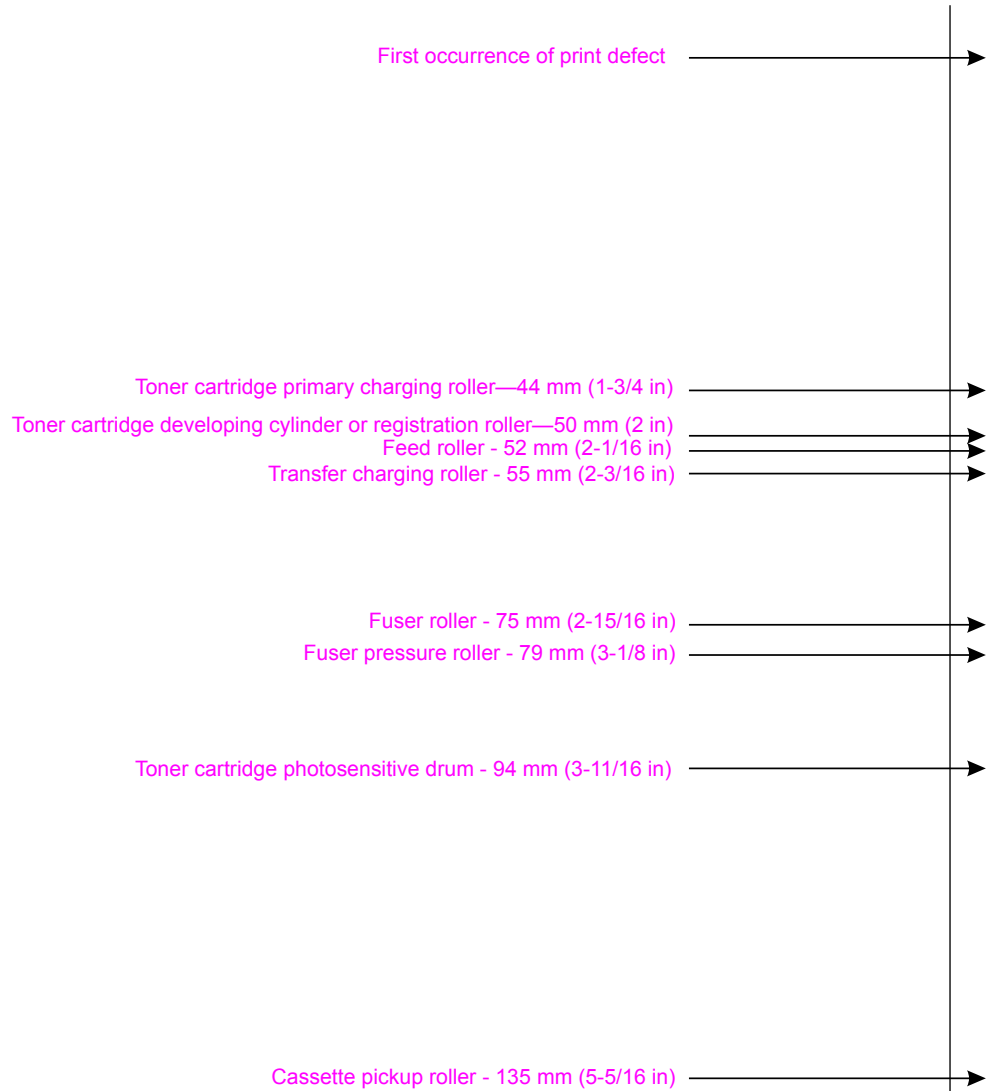 First occurrence of print defect
Toner cartridge primary charging roller—44 mm (1-3/4 in)
Toner cartridge developing cylinder or registration roller—50 mm (2 in)
Feed roller - 52 mm (2-1/16 in)
Transfer charging roller - 55 mm (2-3/16 in)
Fuser roller - 75 mm (2-15/16 in)
Fuser pressure roller - 79 mm (3-1/8 in)
Toner cartridge photosensitive drum - 94 mm (3-11/16 in)
Cassette pickup roller - 135 mm (5-5/16 in)